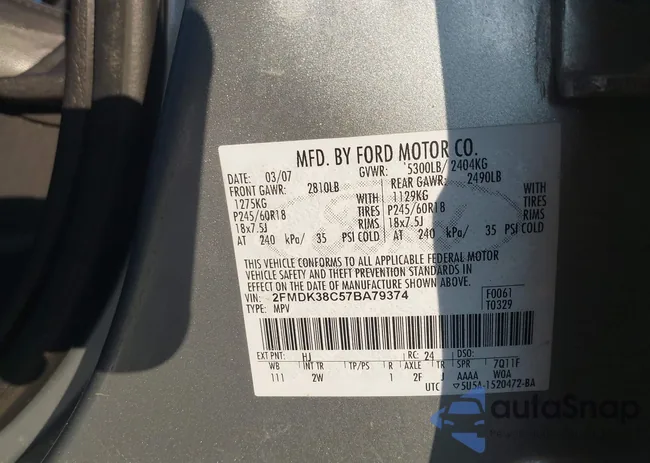 MFD. BY FORD MOTOR CO.
DATE: 03/07 GVWR: 5300LB/ 2404KG
FRONT GAWR: 2810LB REAR GAWR: 2490LB
1275KG WITH 1129KG WITH
P245/60R18 TIRES P245/60R18 TIRES
18x7.5J RIMS 18x7.5J RIMS
AT 240 kPa/ 35 PSI COLD AT 240 kPa/ 35 PSI COLD
THIS VEHICLE CONFORMS TO ALL APPLICABLE FEDERAL MOTOR
VEHICLE SAFETY AND THEFT PREVENTION STANDARDS IN
EFFECT ON THE DATE OF MANUFACTURE SHOWN ABOVE.
VIN: 2FMDK38C57BA79374 F0061
TYPE: MPV T0329
EXT PNT: HJ RC: 24 DSO:
WB INT TR TP/PS R AXLE TR SPR 7Q11F
111 2W 1 2F J AAAA WQA
UTC ▽5U5A-1520472-BA
autoSnap